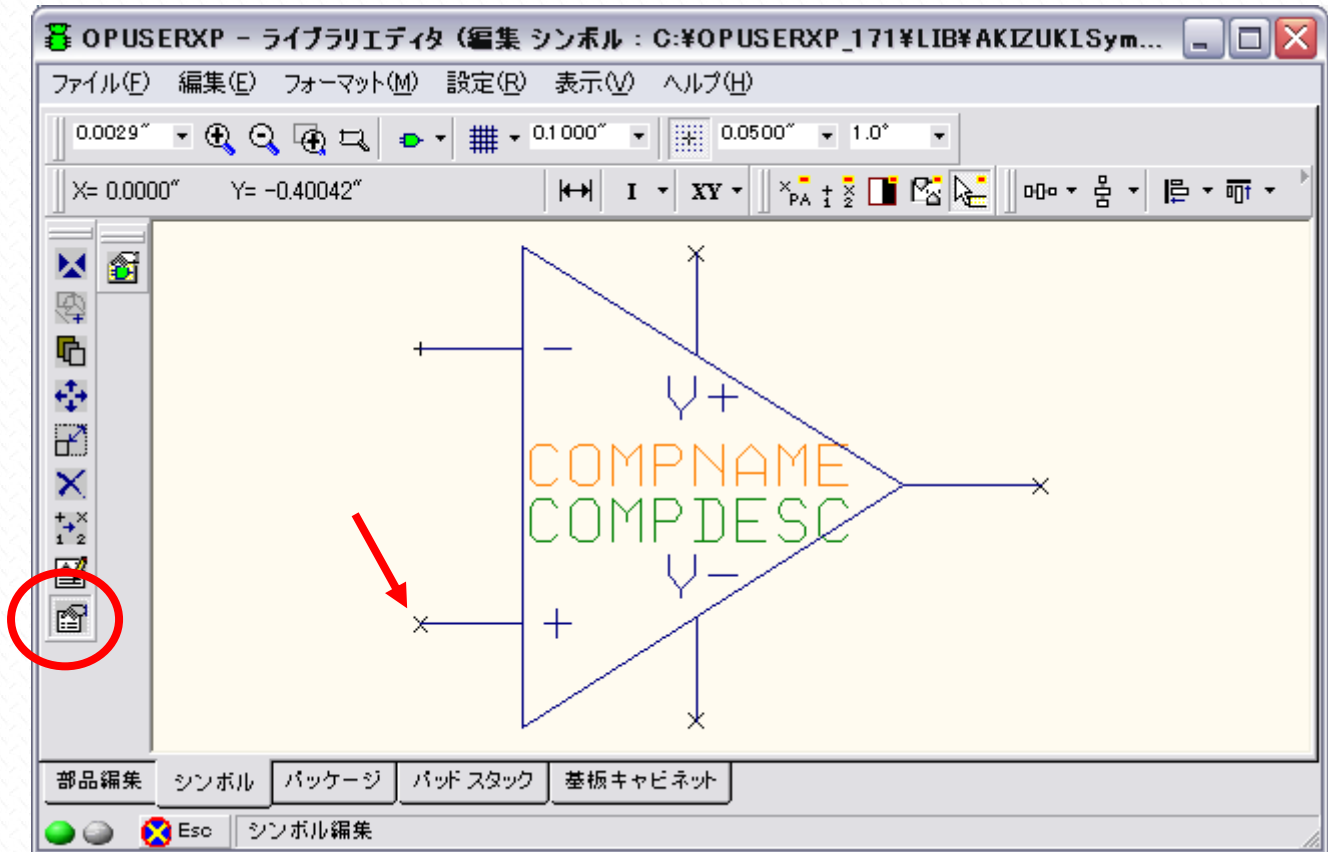 OPUSERXP - ライブラリエディタ (編集 シンボル : C:¥OPUSERXP_171¥LIB¥AKIZUKI.Sym...
ファイル(F) 編集(E) フォーマット(M) 設定(R) 表示(V) ヘルプ(H)
0.0029" 0.1000" 0.0500" 1.0°
X= 0.0000" Y= -0.40042" I XY PA 1 2
1 2
− V+
COMPNAME
COMPDESC
V−
+
部品編集 シンボル パッケージ パッド スタック 基板キャビネット
Esc シンボル編集